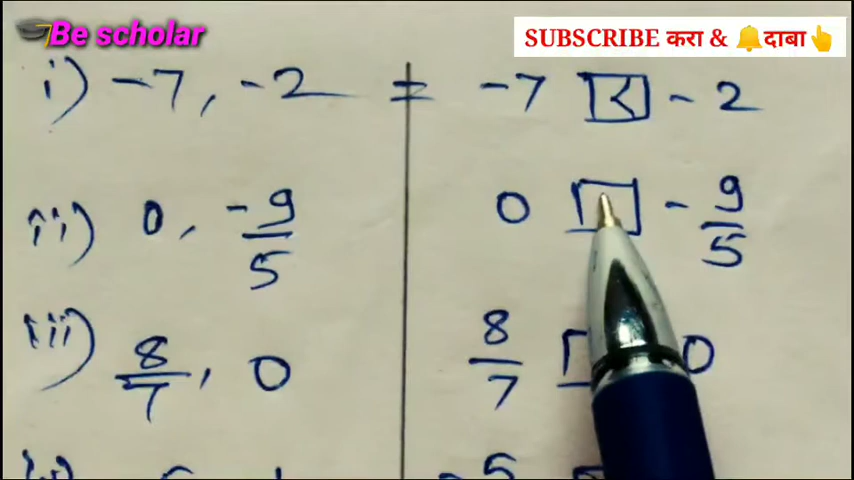 Be scholar
SUBSCRIBE करा & 🔔दाबा👆
i) -7, -2 = -7 < -2
ii) 0, -9/5 0 □ -9/5
iii) 8/7, 0 8/7 □ 0